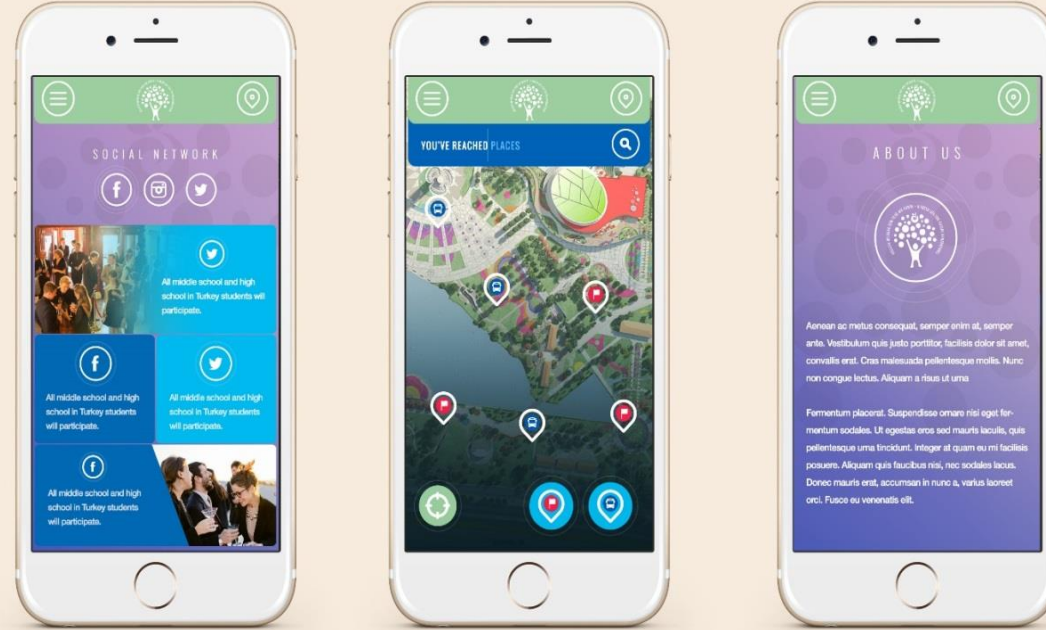 SOCIAL NETWORK
All middle school and high
school in Turkey students will
participate.
All middle school and high
school in Turkey students
will participate.
All middle school and high
school in Turkey students
will participate.
All middle school and high
school in Turkey students
will participate.
YOU'VE REACHED PLACES
ABOUT US
Aenean ac metus consequat, semper enim at, semper
ante. Vestibulum quis justo porttitor, facilisis dolor sit amet,
convallis erat. Cras malesuada pellentesque mollis. Nunc
non congue lectus. Aliquam a risus ut urna
Fermentum placerat. Suspendisse ornare nisi eget fer-
mentum sodales. Ut egestas eros sed mauris iaculis, quis
pellentesque urna tincidunt. Integer at quam eu mi facilisis
posuere. Aliquam quis faucibus nisi, nec sodales lacus.
Donec mauris erat, accumsan in nunc a, varius laoreet
orci. Fusce eu venenatis elit.